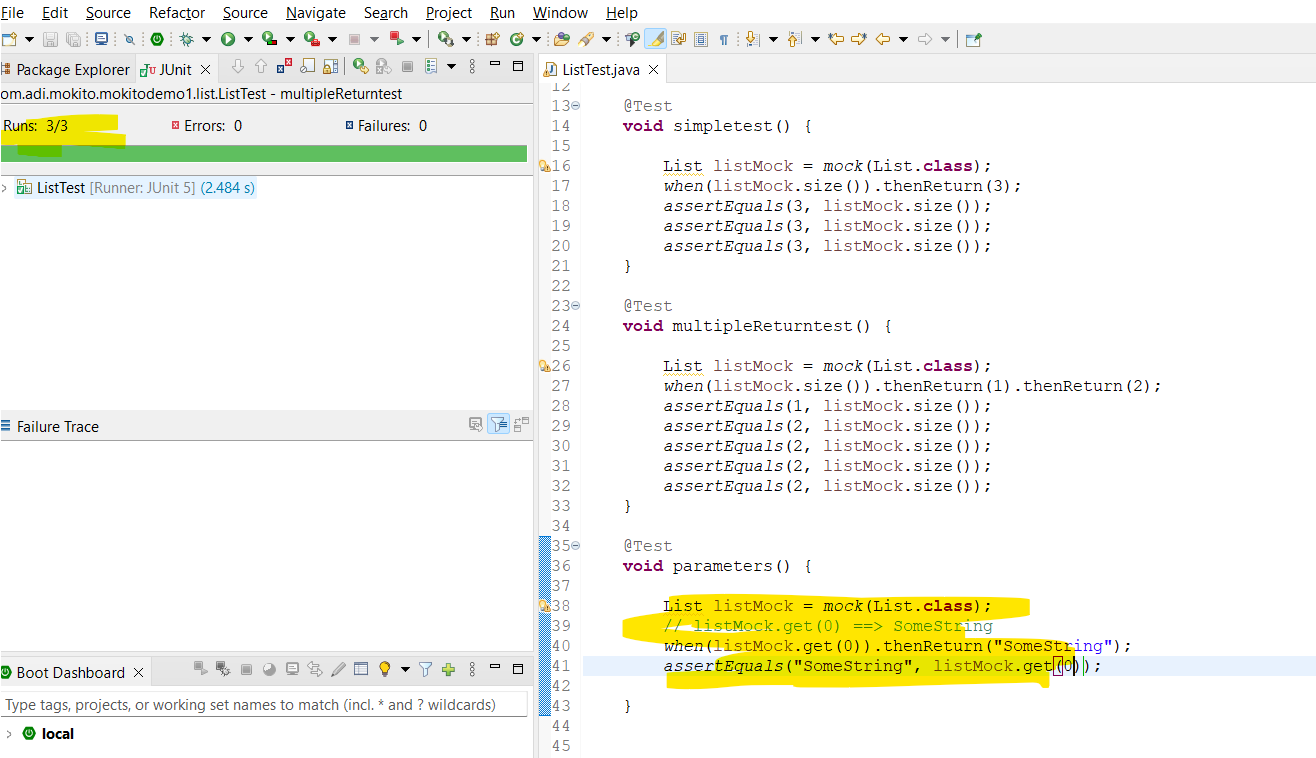 File Edit Source Refactor Source Navigate Search Project Run Window Help
Package Explorer JUnit
om.adi.mokito.mokitodemo1.list.ListTest - multipleReturntest
Runs: 3/3 Errors: 0 Failures: 0
ListTest [Runner: JUnit 5] (2.484 s)
Failure Trace
Boot Dashboard
Type tags, projects, or working set names to match (incl. * and ? wildcards)
local
ListTest.java
12
13 @Test
14 void simpletest() {
15
16 List listMock = mock(List.class);
17 when(listMock.size()).thenReturn(3);
18 assertEquals(3, listMock.size());
19 assertEquals(3, listMock.size());
20 assertEquals(3, listMock.size());
21 }
22
23 @Test
24 void multipleReturntest() {
25
26 List listMock = mock(List.class);
27 when(listMock.size()).thenReturn(1).thenReturn(2);
28 assertEquals(1, listMock.size());
29 assertEquals(2, listMock.size());
30 assertEquals(2, listMock.size());
31 assertEquals(2, listMock.size());
32 assertEquals(2, listMock.size());
33 }
34
35 @Test
36 void parameters() {
37
38 List listMock = mock(List.class);
39 // listMock.get(0) ==> SomeString
40 when(listMock.get(0)).thenReturn("SomeString");
41 assertEquals("SomeString", listMock.get(0));
42
43 }
44
45